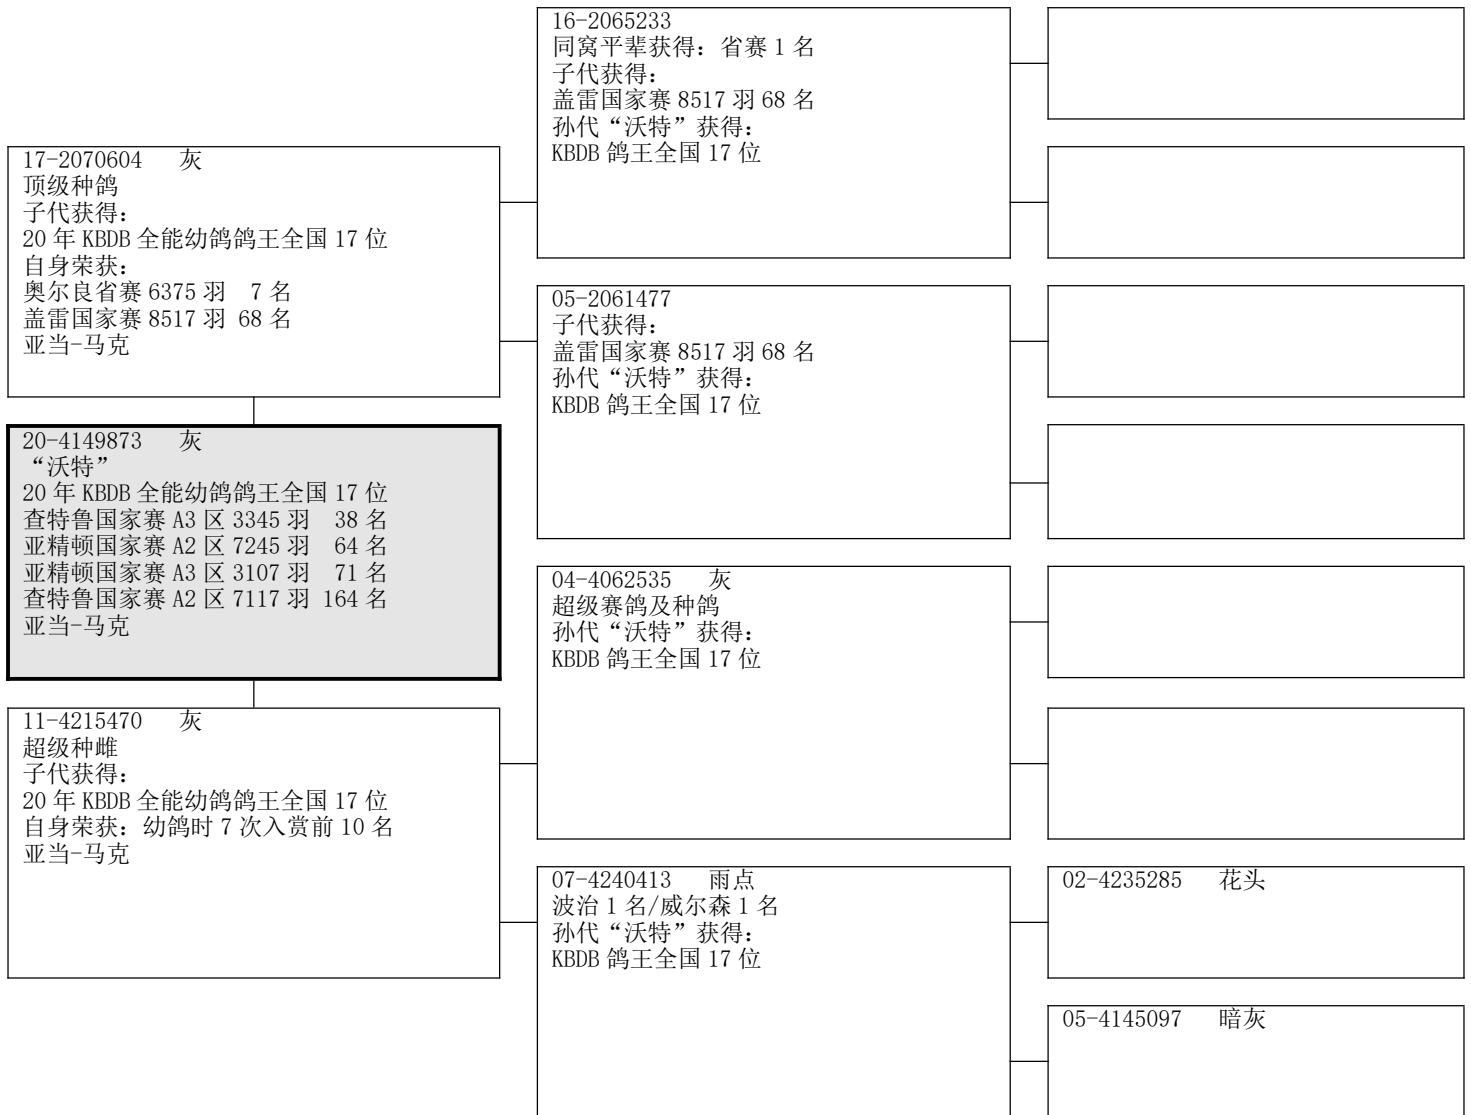 16-2065233
同窝平辈获得：省赛 1 名
子代获得：
盖雷国家赛 8517 羽 68 名
孙代“沃特”获得：
KBDB 鸽王全国 17 位
17-2070604 灰
顶级种鸽
子代获得：
20 年 KBDB 全能幼鸽鸽王全国 17 位
自身荣获：
奥尔良省赛 6375 羽 7 名
盖雷国家赛 8517 羽 68 名
亚当-马克
05-2061477
子代获得：
盖雷国家赛 8517 羽 68 名
孙代“沃特”获得：
KBDB 鸽王全国 17 位
20-4149873 灰
“沃特”
20 年 KBDB 全能幼鸽鸽王全国 17 位
查特鲁国家赛 A3 区 3345 羽 38 名
亚精顿国家赛 A2 区 7245 羽 64 名
亚精顿国家赛 A3 区 3107 羽 71 名
查特鲁国家赛 A2 区 7117 羽 164 名
亚当-马克
04-4062535 灰
超级赛鸽及种鸽
孙代“沃特”获得：
KBDB 鸽王全国 17 位
11-4215470 灰
超级种雌
子代获得：
20 年 KBDB 全能幼鸽鸽王全国 17 位
自身荣获：幼鸽时 7 次入赏前 10 名
亚当-马克
07-4240413 雨点
波治 1 名/威尔森 1 名
孙代“沃特”获得：
KBDB 鸽王全国 17 位
02-4235285 花头
05-4145097 暗灰